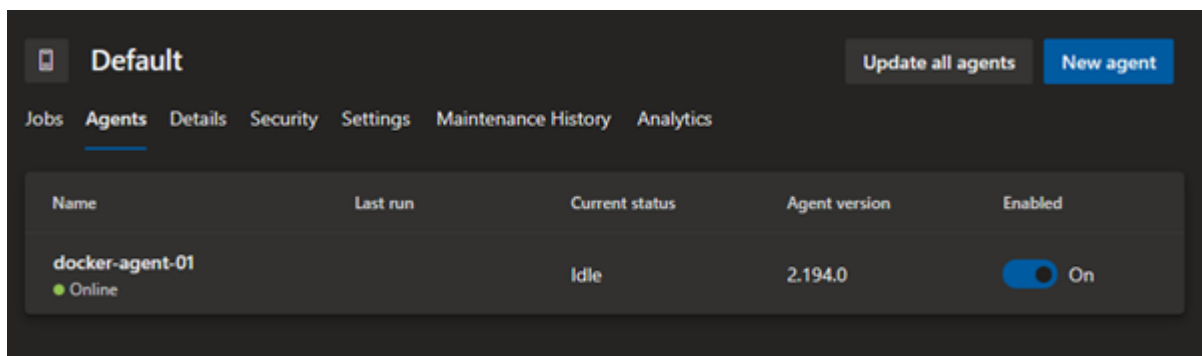 Default
Update all agents
New agent
Jobs Agents Details Security Settings Maintenance History Analytics
Name Last run Current status Agent version Enabled
docker-agent-01
Online
Idle 2.194.0 On